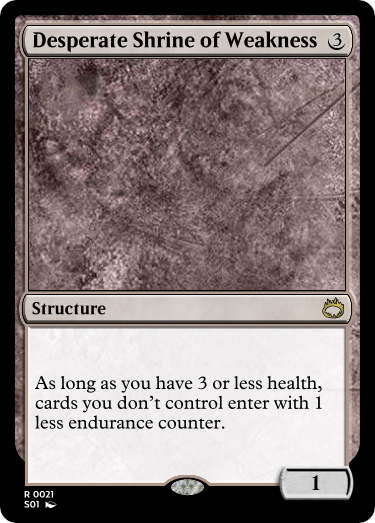 Desperate Shrine of Weakness 3
Structure
As long as you have 3 or less health,
cards you don't control enter with 1
less endurance counter.
1
R 0021
S01